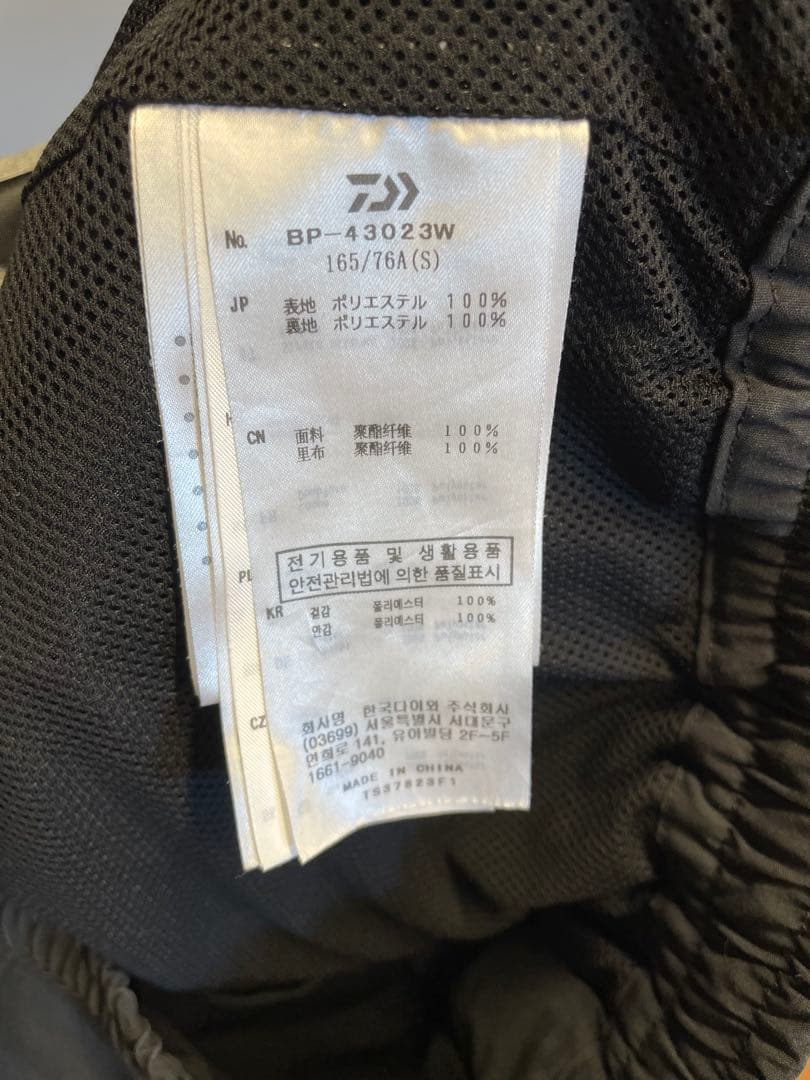 No. BP-43023W
165/76A(S)
JP 表地 ポリエステル 100%
裏地 ポリエステル 100%
CN 面料 聚酯纤维 100%
里布 聚酯纤维 100%
전기용품 및 생활용품
안전관리법에 의한 품질표시
KR 겉감 폴리에스터 100%
안감 폴리에스터 100%
회사명 한국다이와 주식회사
(03699) 서울특별시 서대문구
연희로 141, 유아빌딩 2F-5F
1661-9040
MADE IN CHINA
TS37823F1
PL
CZ